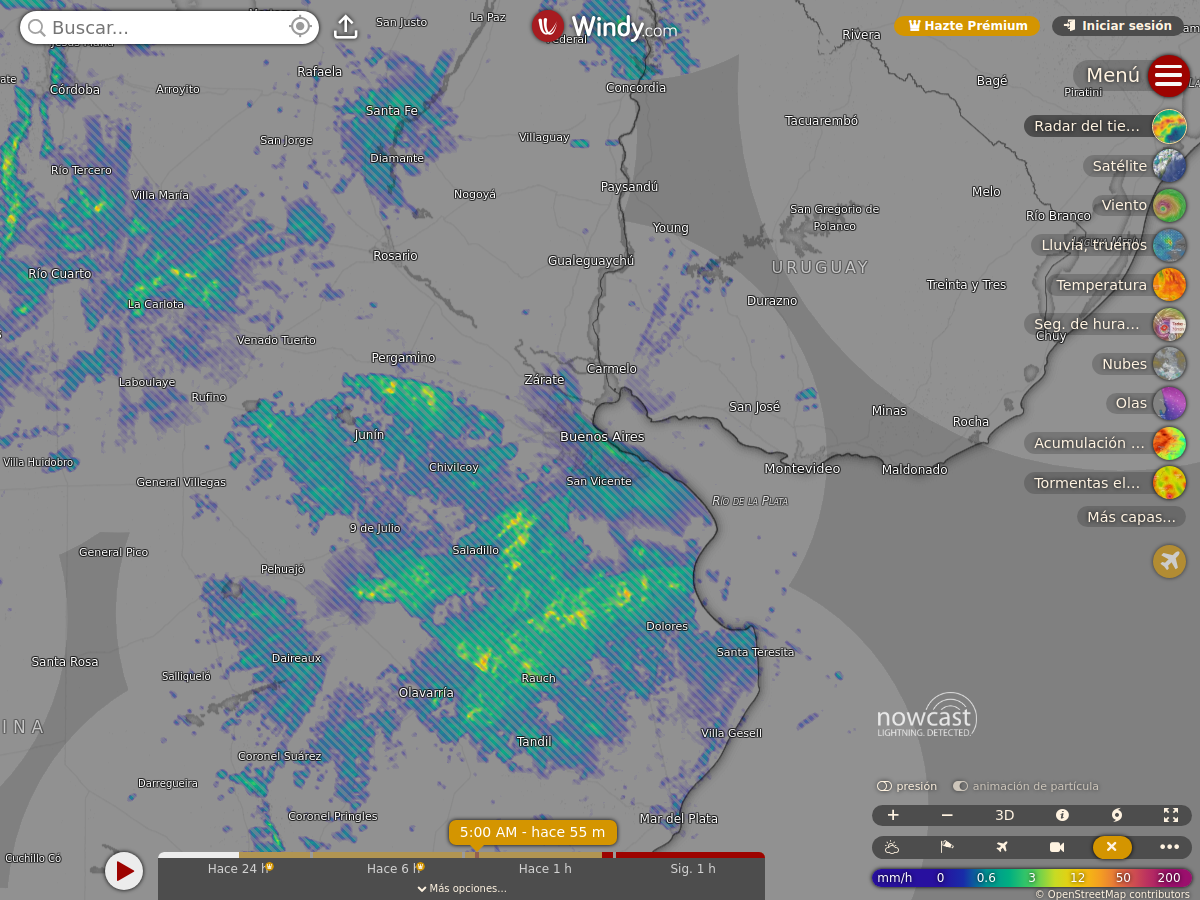 Buscar...
Windy.com
Hazte Prémium
Iniciar sesión
Menú
Radar del tie...
Satélite
Viento
Lluvia, truenos
Temperatura
Seg. de hura...
Nubes
Olas
Acumulación ...
Tormentas el...
Más capas...
San Justo
La Paz
Federal
Rivera
Rafaela
Córdoba
Arroyito
Concordia
Bagé
Piratini
Santa Fe
Tacuarembó
San Jorge
Villaguay
Diamante
Río Tercero
Villa Maria
Nogoyá
Paysandú
Melo
San Gregorio de
Polanco
Río Branco
Young
Rosario
Gualeguaychú
URUGUAY
Río Cuarto
Treinta y Tres
La Carlota
Durazno
Chuy
Venado Tuerto
Pergamino
Carmelo
Zárate
Laboulaye
Rufino
San José
Minas
Rocha
Junín
Buenos Aires
Villa Huidobro
Chivilcoy
Montevideo
Maldonado
General Villegas
San Vicente
Río de la Plata
9 de Julio
General Pico
Saladillo
Pehuajó
Dolores
Santa Rosa
Daireaux
Santa Teresita
Salliqueló
Rauch
Olavarría
INA
Villa Gesell
Tandil
Coronel Suárez
Darregueira
Coronel Pringles
Mar del Plata
Cuchillo Có
nowcast
LIGHTNING. DETECTED.
presión
animación de partícula
3D
5:00 AM - hace 55 m
Hace 24 h
Hace 6 h
Hace 1 h
Sig. 1 h
Más opciones...
mm/h 0 0.6 3 12 50 200
© OpenStreetMap contributors